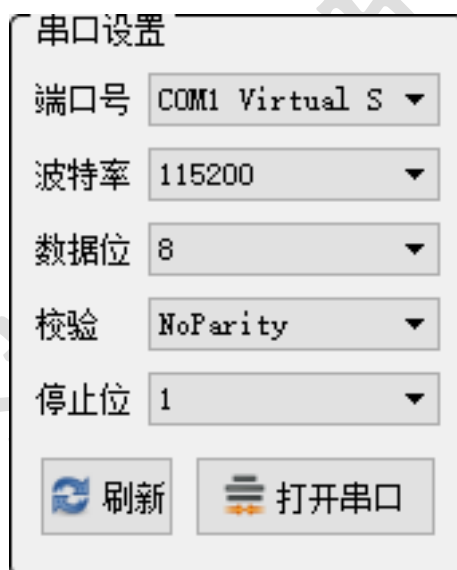 串口设置
端口号 COM1 Virtual S
波特率 115200
数据位 8
校验 NoParity
停止位 1
刷新 打开串口